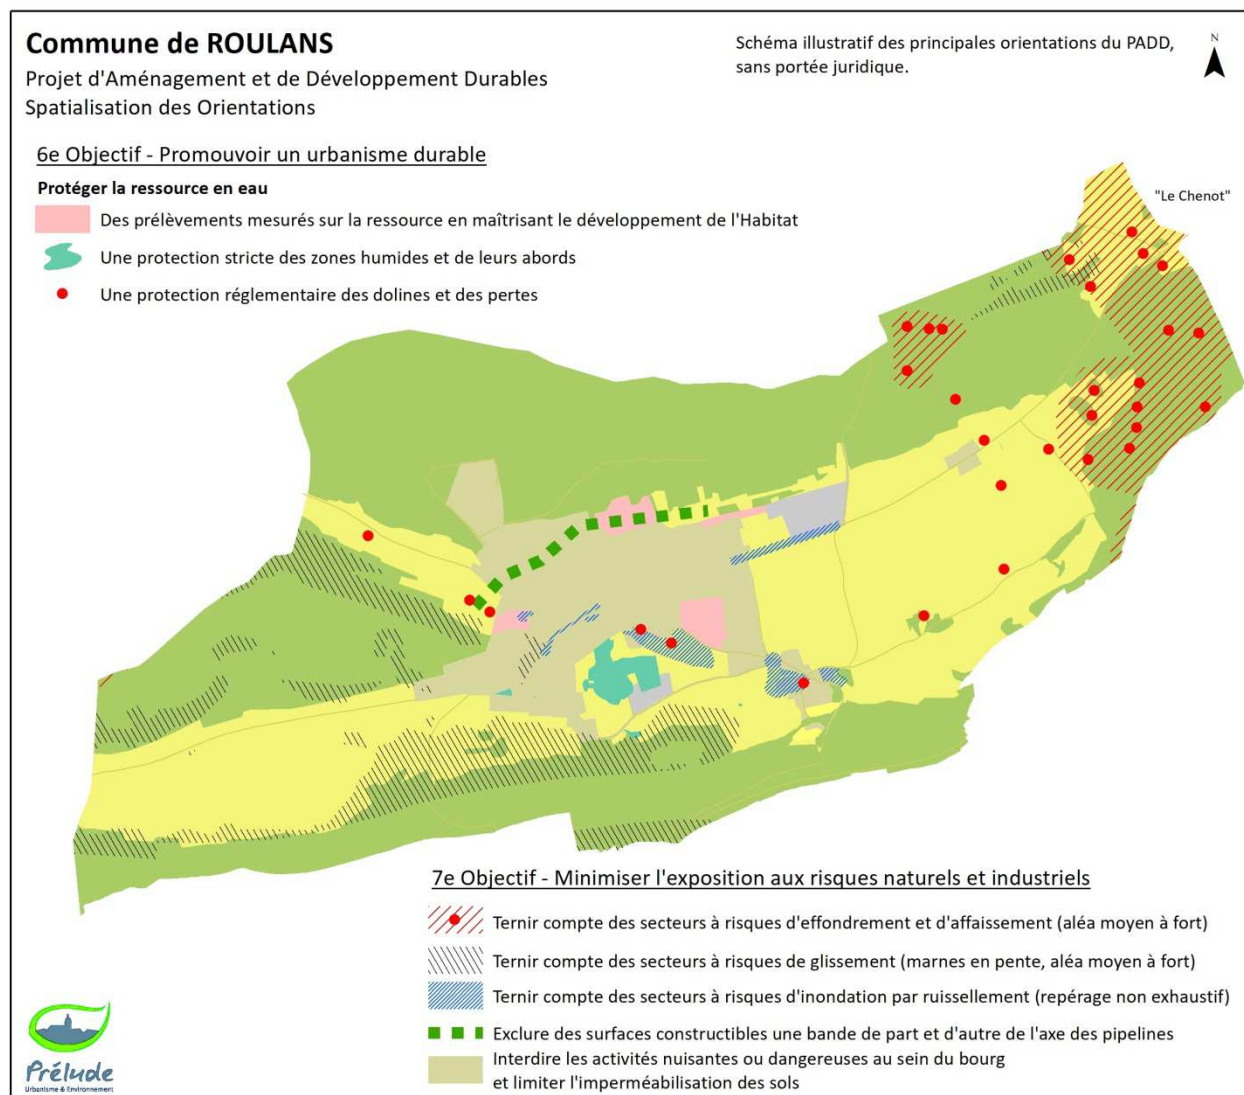 Commune de ROULANS
Projet d'Aménagement et de Développement Durables
Spatialisation des Orientations
Schéma illustratif des principales orientations du PADD,
sans portée juridique.
N
6e Objectif - Promouvoir un urbanisme durable
Protéger la ressource en eau
Des prélèvements mesurés sur la ressource en maîtrisant le développement de l'Habitat
Une protection stricte des zones humides et de leurs abords
Une protection réglementaire des dolines et des pertes
"Le Chenot"
7e Objectif - Minimiser l'exposition aux risques naturels et industriels
Ternir compte des secteurs à risques d'effondrement et d'affaissement (aléa moyen à fort)
Ternir compte des secteurs à risques de glissement (marnes en pente, aléa moyen à fort)
Ternir compte des secteurs à risques d'inondation par ruissellement (repérage non exhaustif)
Exclure des surfaces constructibles une bande de part et d'autre de l'axe des pipelines
Interdire les activités nuisantes ou dangereuses au sein du bourg
et limiter l'imperméabilisation des sols
Prélude
Urbanisme & Environnement